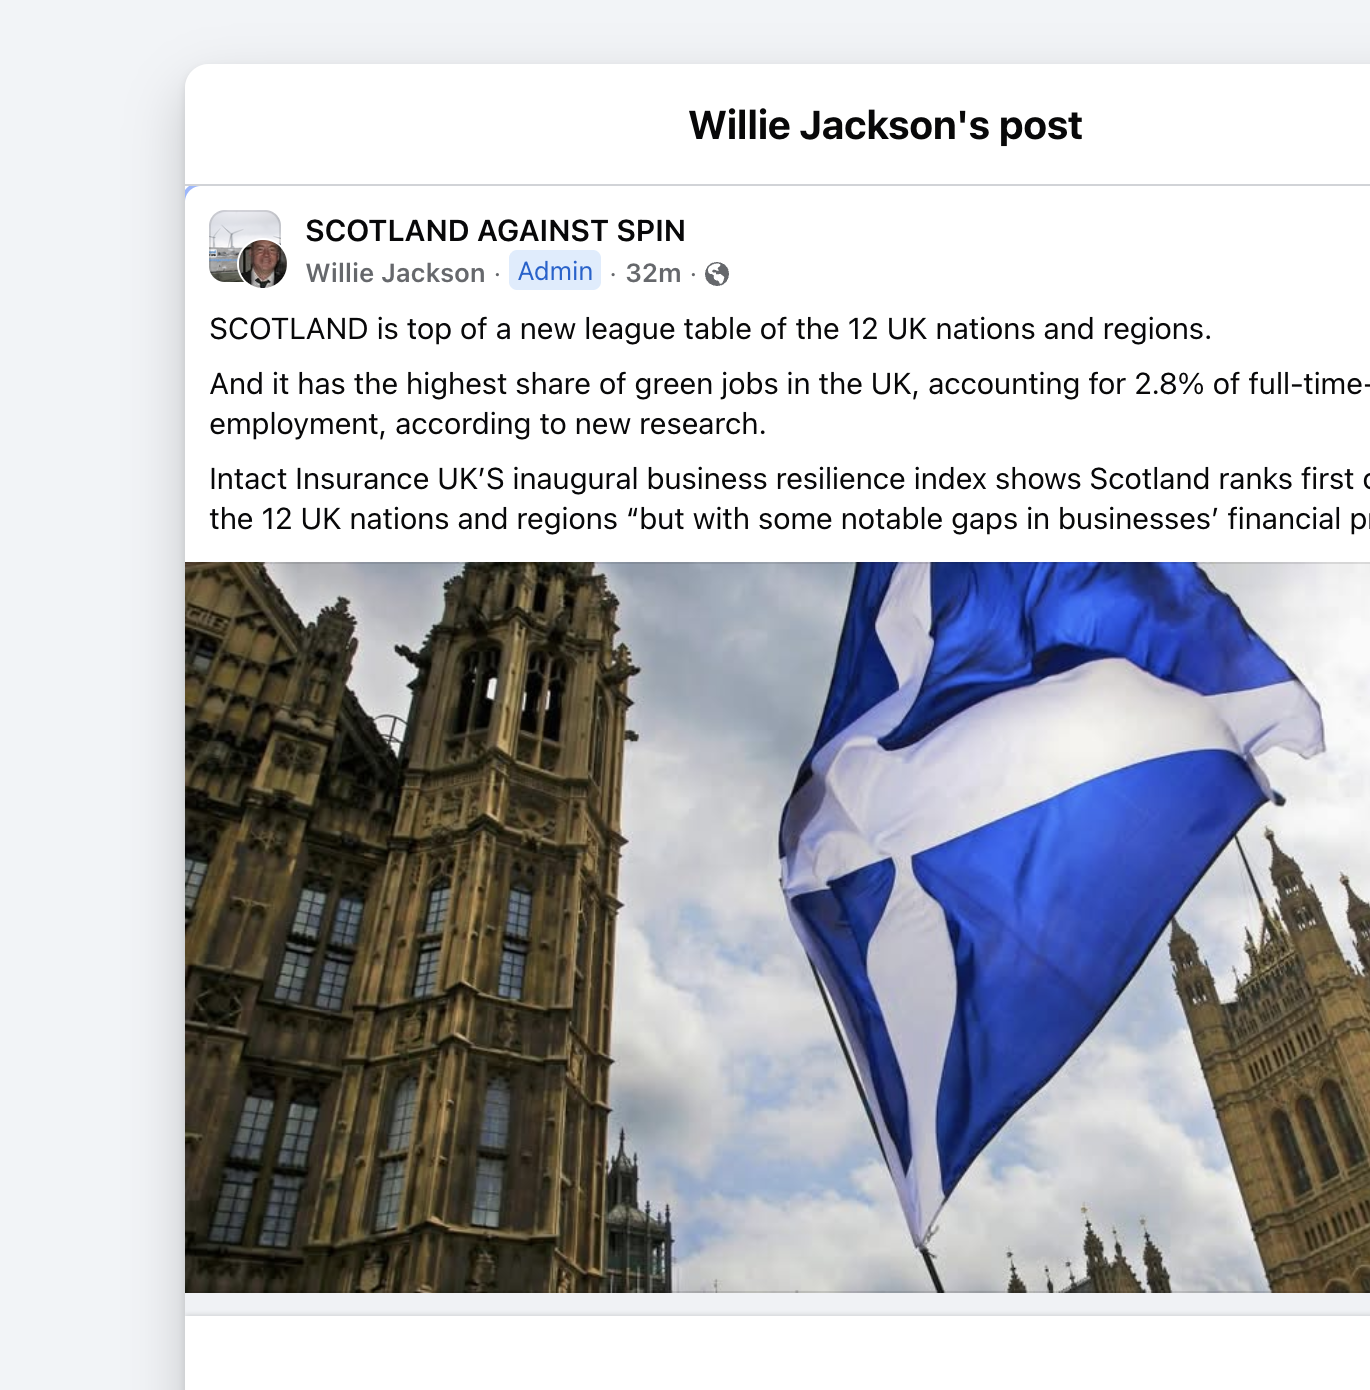 Willie Jackson's post
SCOTLAND AGAINST SPIN
Willie Jackson · Admin · 32m ·
SCOTLAND is top of a new league table of the 12 UK nations and regions.
And it has the highest share of green jobs in the UK, accounting for 2.8% of full-time-
employment, according to new research.
Intact Insurance UK’S inaugural business resilience index shows Scotland ranks first
the 12 UK nations and regions “but with some notable gaps in businesses’ financial